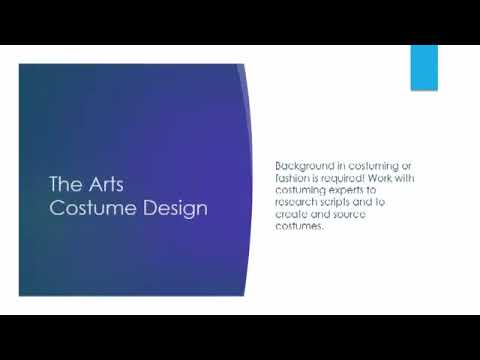 The Arts
Costume Design
Background in costuming or
fashion is required! Work with
costuming experts to
research scripts and to
create and source
costumes.